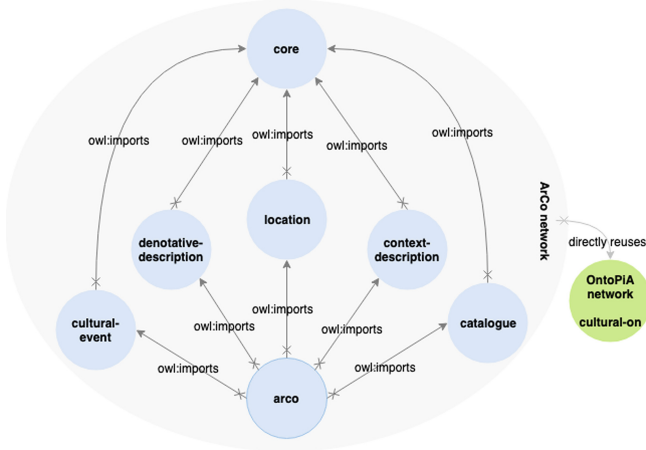 core
owl:imports
owl:imports
owl:imports
owl:imports
owl:imports
location
denotative-
description
context-
description
ArCo network
directly reuses
OntoPiA
network
cultural-on
cultural-
event
catalogue
owl:imports
owl:imports
owl:imports
owl:imports
owl:imports
arco